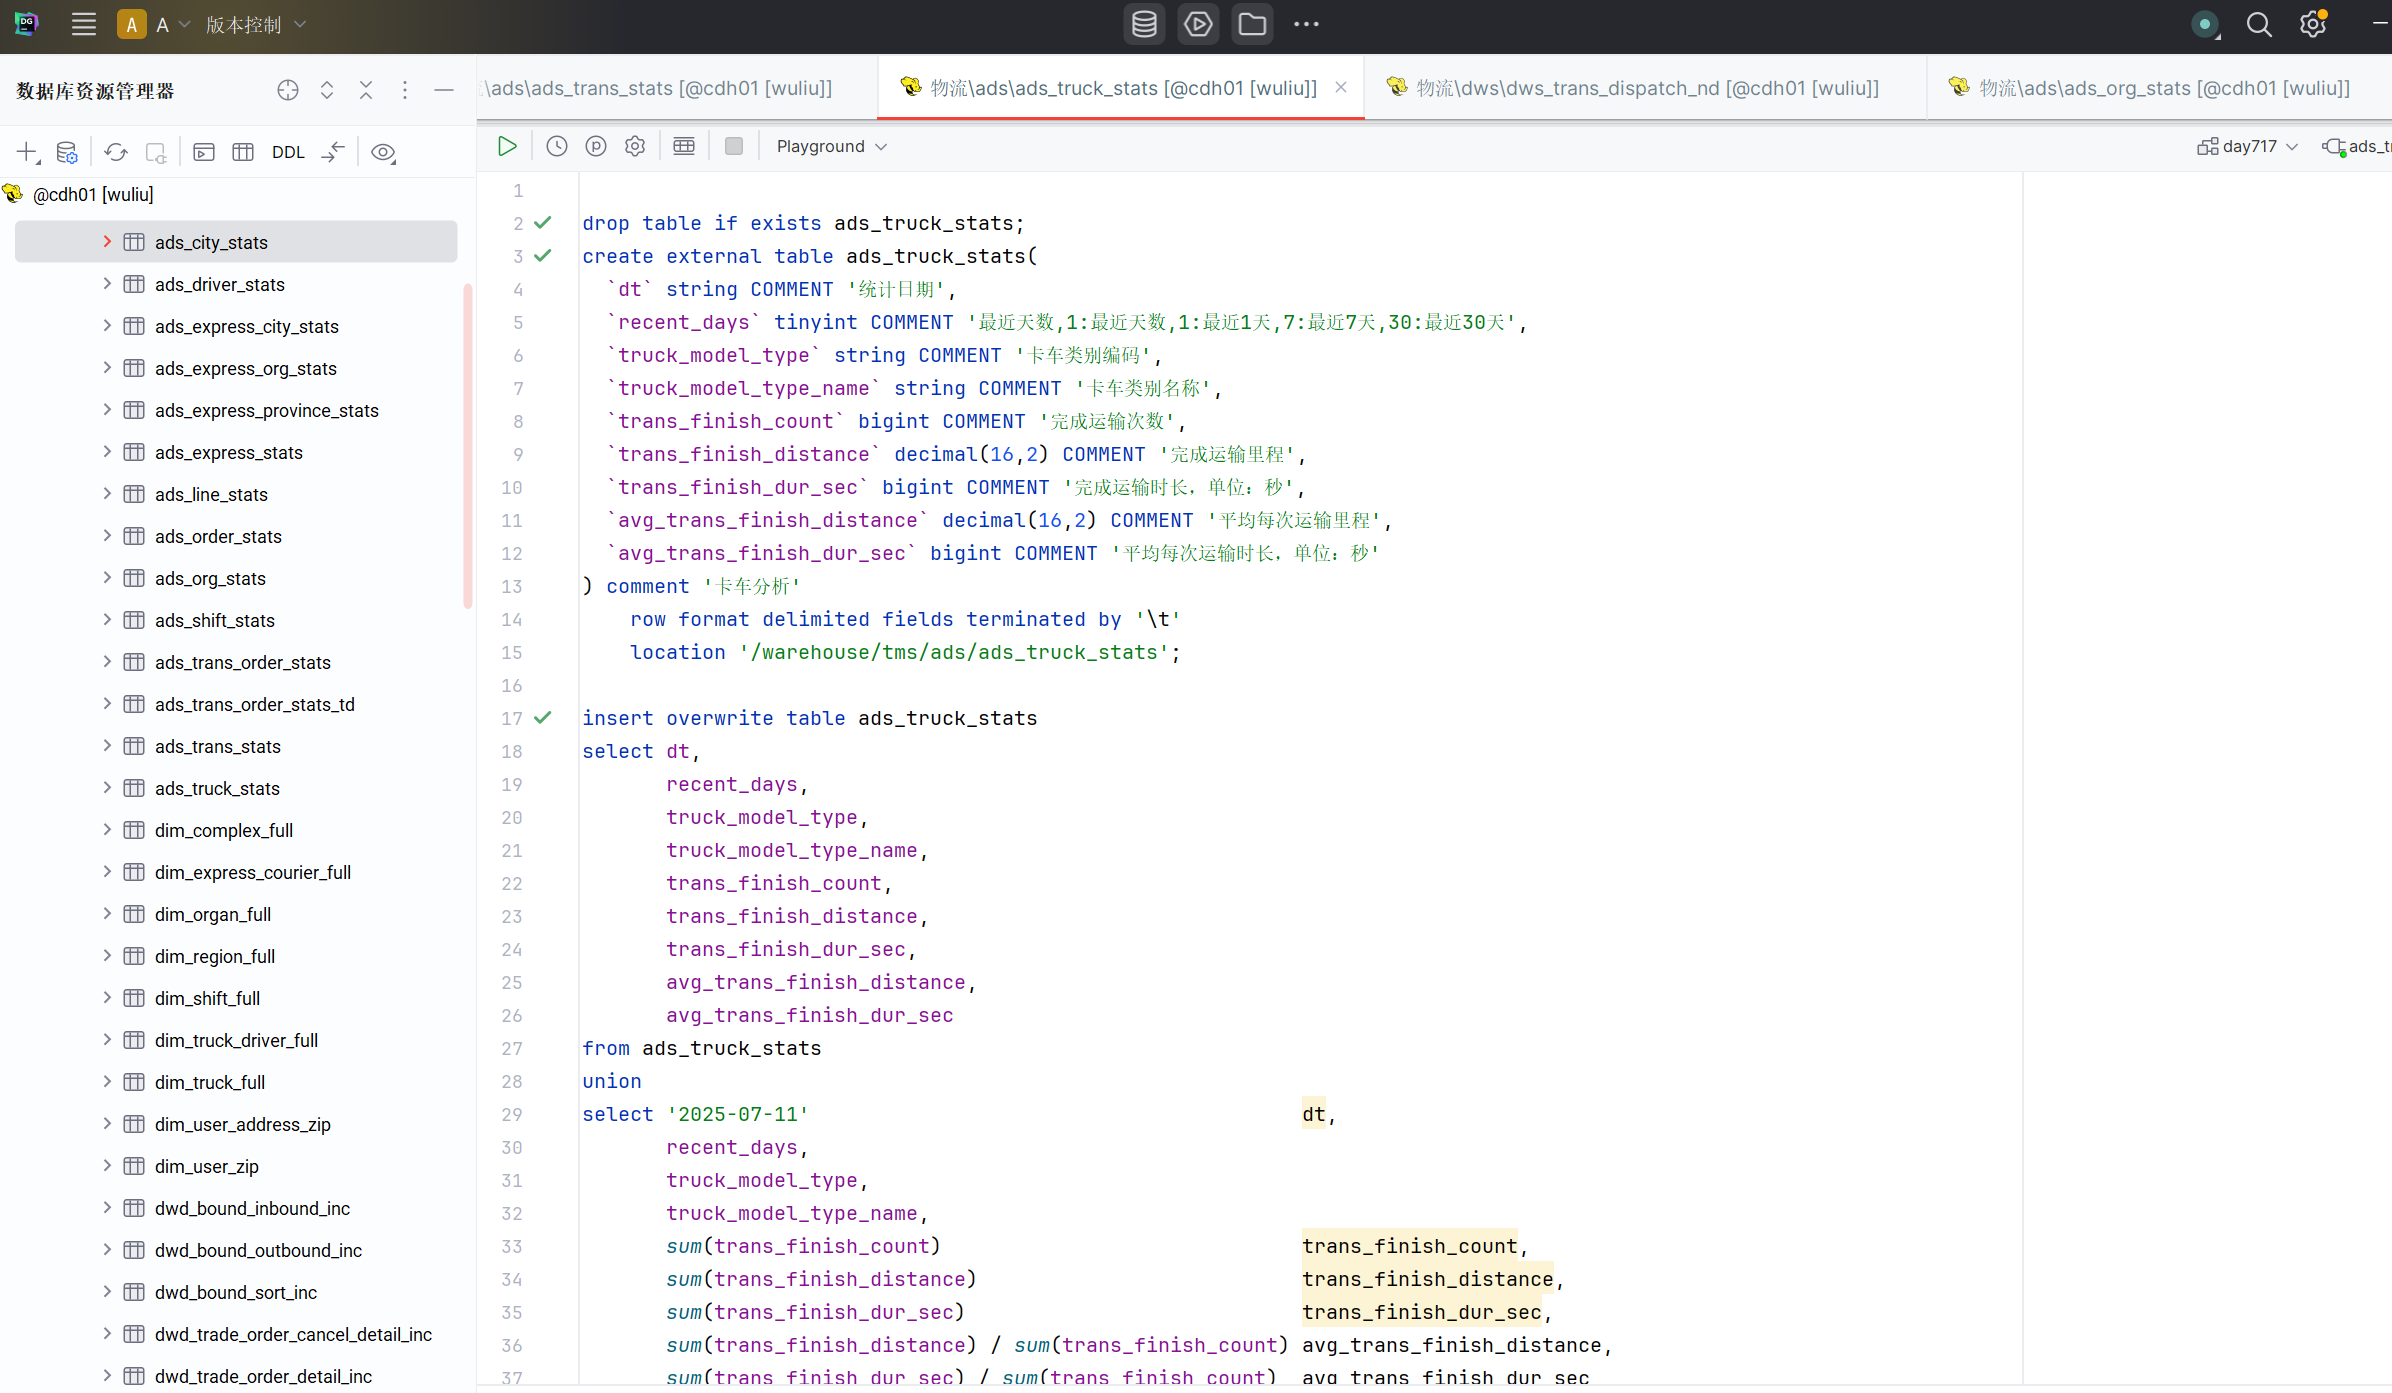 DG
A A 版本控制
数据库资源管理器
\ads\ads_trans_stats [@cdh01 [wuliu]]
物流\ads\ads_truck_stats [@cdh01 [wuliu]]
物流\dws\dws_trans_dispatch_nd [@cdh01 [wuliu]]
物流\ads\ads_org_stats [@cdh01 [wuliu]]
DDL
Playground
day717
ads_t
@cdh01 [wuliu]
ads_city_stats
ads_driver_stats
ads_express_city_stats
ads_express_org_stats
ads_express_province_stats
ads_express_stats
ads_line_stats
ads_order_stats
ads_org_stats
ads_shift_stats
ads_trans_order_stats
ads_trans_order_stats_td
ads_trans_stats
ads_truck_stats
dim_complex_full
dim_express_courier_full
dim_organ_full
dim_region_full
dim_shift_full
dim_truck_driver_full
dim_truck_full
dim_user_address_zip
dim_user_zip
dwd_bound_inbound_inc
dwd_bound_outbound_inc
dwd_bound_sort_inc
dwd_trade_order_cancel_detail_inc
dwd_trade_order_detail_inc
1
2 drop table if exists ads_truck_stats;
3 create external table ads_truck_stats(
4 `dt` string COMMENT '统计日期',
5 `recent_days` tinyint COMMENT '最近天数,1:最近天数,1:最近1天,7:最近7天,30:最近30天',
6 `truck_model_type` string COMMENT '卡车类别编码',
7 `truck_model_type_name` string COMMENT '卡车类别名称',
8 `trans_finish_count` bigint COMMENT '完成运输次数',
9 `trans_finish_distance` decimal(16,2) COMMENT '完成运输里程',
10 `trans_finish_dur_sec` bigint COMMENT '完成运输时长，单位：秒',
11 `avg_trans_finish_distance` decimal(16,2) COMMENT '平均每次运输里程',
12 `avg_trans_finish_dur_sec` bigint COMMENT '平均每次运输时长，单位：秒'
13 ) comment '卡车分析'
14 row format delimited fields terminated by '\t'
15 location '/warehouse/tms/ads/ads_truck_stats';
16
17 insert overwrite table ads_truck_stats
18 select dt,
19 recent_days,
20 truck_model_type,
21 truck_model_type_name,
22 trans_finish_count,
23 trans_finish_distance,
24 trans_finish_dur_sec,
25 avg_trans_finish_distance,
26 avg_trans_finish_dur_sec
27 from ads_truck_stats
28 union
29 select '2025-07-11' dt,
30 recent_days,
31 truck_model_type,
32 truck_model_type_name,
33 sum(trans_finish_count) trans_finish_count,
34 sum(trans_finish_distance) trans_finish_distance,
35 sum(trans_finish_dur_sec) trans_finish_dur_sec,
36 sum(trans_finish_distance) / sum(trans_finish_count) avg_trans_finish_distance,
37 sum(trans_finish_dur_sec) / sum(trans_finish_count) avg_trans_finish_dur_sec